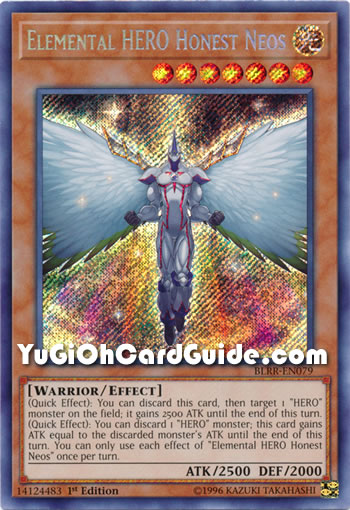 Elemental HERO Honest Neos
YuGiOhCardGuide.com
BLRR-EN079
[Warrior/Effect]
(Quick Effect): You can discard this card, then target 1 "HERO"
monster on the field; it gains 2500 ATK until the end of this turn.
(Quick Effect): You can discard 1 "HERO" monster; this card gains
ATK equal to the discarded monster's ATK until the end of this
turn. You can only use each effect of "Elemental HERO Honest
Neos" once per turn.
ATK/2500 DEF/2000
14124483 1st Edition ©1996 KAZUKI TAKAHASHI